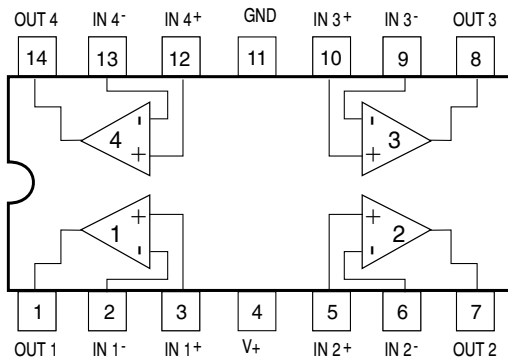 OUT 4 IN 4- IN 4+ GND IN 3+ IN 3- OUT 3
14 13 12 11 10 9 8
- - 
4 + + 3
1 + + 2
- -
1 2 3 4 5 6 7
OUT 1 IN 1- IN 1+ V+ IN 2+ IN 2- OUT 2